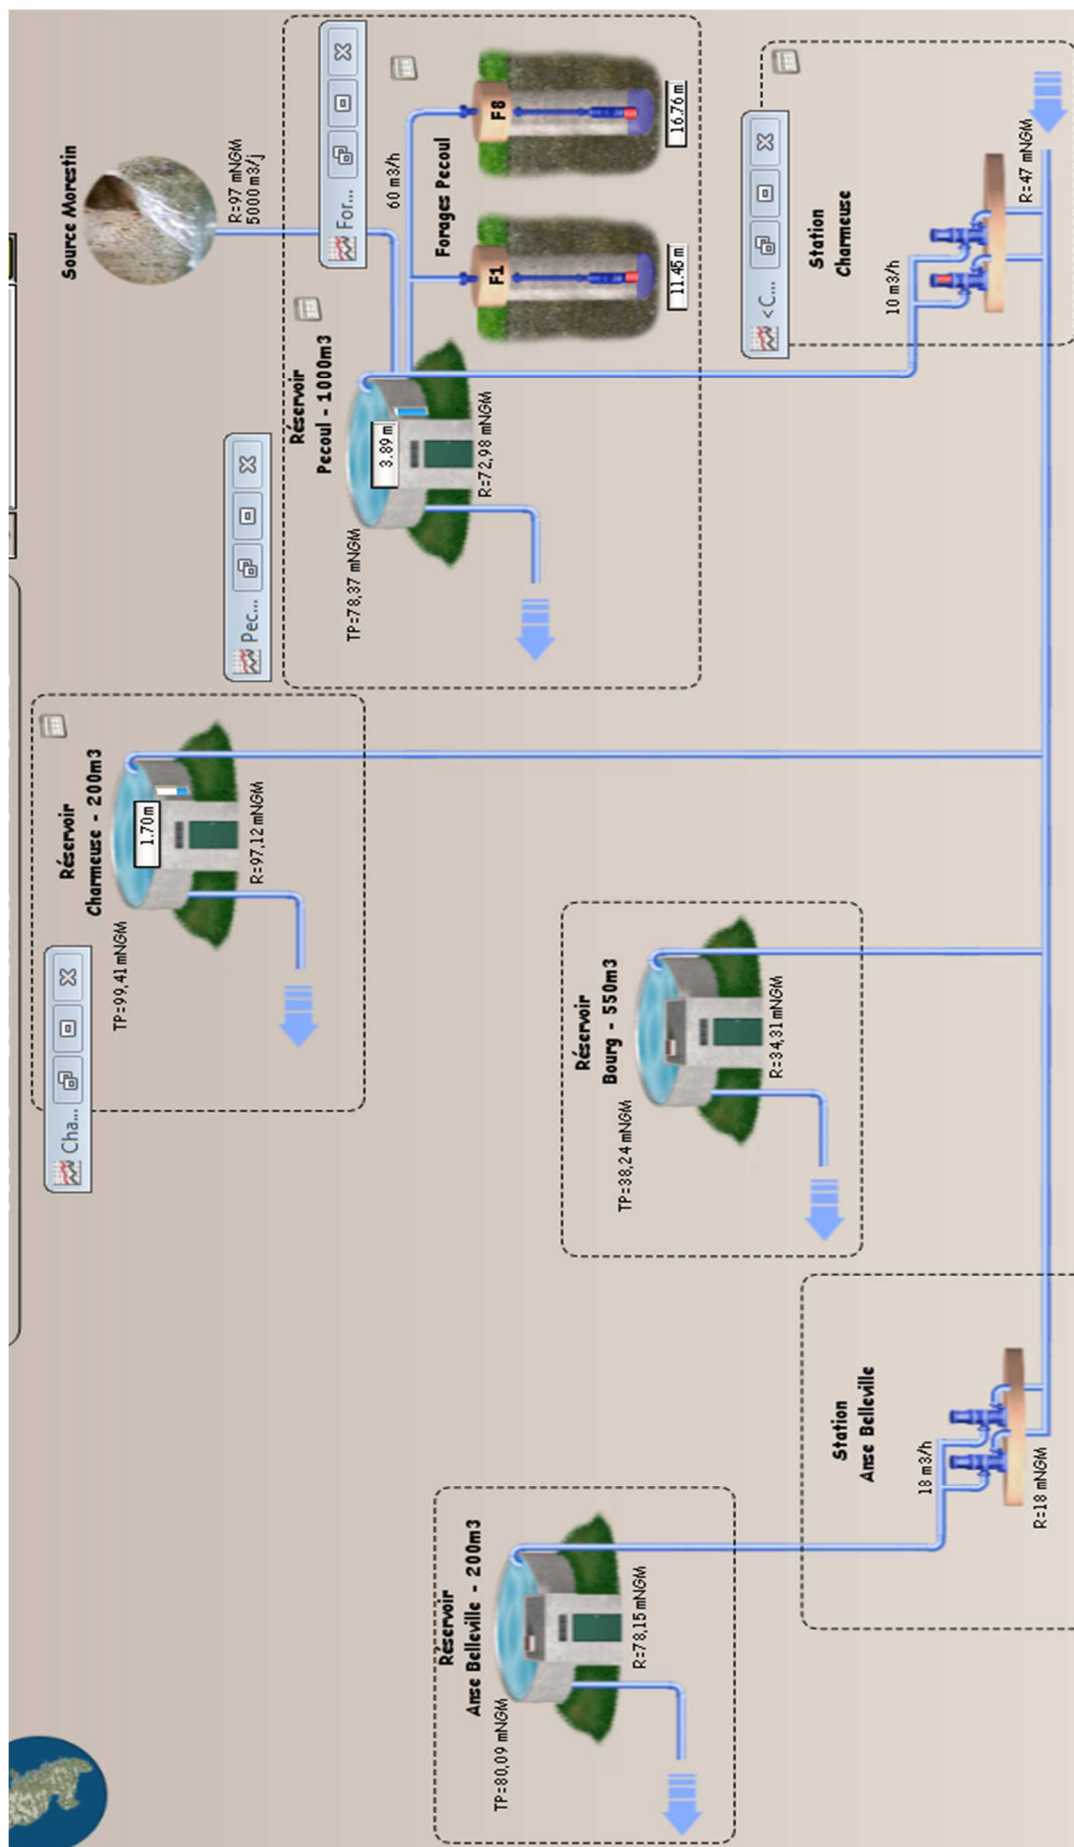 Source Morestin
R=97 mNGM
5000 m3/j
For...
60 m3/h
F8
16.76 m
F1
11.45 m
Forages Pecoul
Réservoir
Pecoul - 1000m3
3.89 m
TP=78,37 mNGM
R=72,98 mNGM
Pec...
Station
Charmeuse
<C...
10 m3/h
R=47 mNGM
Réservoir
Charmeuse - 200m3
1.70 m
TP=99,41 mNGM
R=97,12 mNGM
Cha...
Réservoir
Bourg - 550m3
TP=38,24 mNGM
R=34,31 mNGM
Station
Anse Belleville
18 m3/h
R=18 mNGM
Réservoir
Anse Belleville - 200m3
TP=80,09 mNGM
R=78,15 mNGM